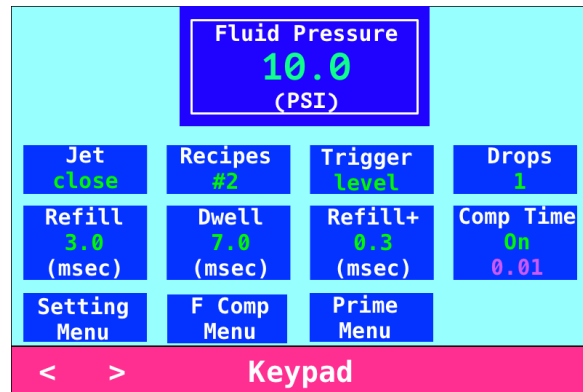 Fluid Pressure
10.0
(PSI)
Jet
close
Recipes
#2
Trigger
level
Drops
1
Refill
3.0
(msec)
Dwell
7.0
(msec)
Refill+
0.3
(msec)
Comp Time
On
0.01
Setting
Menu
F Comp
Menu
Prime
Menu
< > Keypad